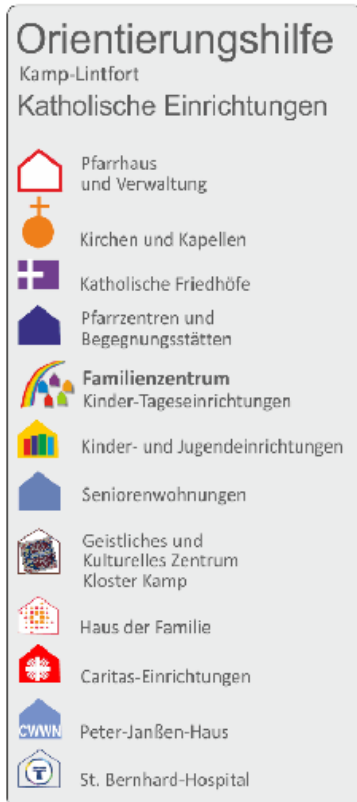 Orientierungshilfe
Kamp-Lintfort
Katholische Einrichtungen
Pfarrhaus
und Verwaltung
Kirchen und Kapellen
Katholische Friedhöfe
Pfarrzentren und
Begegnungsstätten
Familienzentrum
Kinder-Tageseinrichtungen
Kinder- und Jugendeinrichtungen
Seniorenwohnungen
Geistliches und
Kulturelles Zentrum
Kloster Kamp
Haus der Familie
Caritas-Einrichtungen
CWWN
Peter-Janßen-Haus
St. Bernhard-Hospital